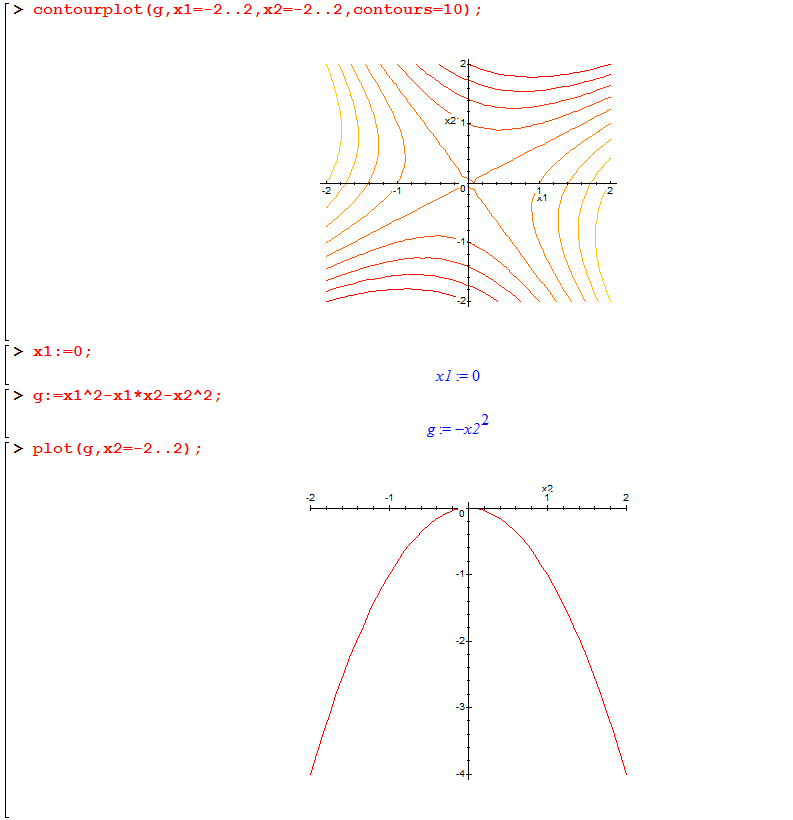 > contourplot(g,x1=-2..2,x2=-2..2,contours=10);
2
x2 1
-2 -1 0 1 2
x1
-1
-2
> x1:=0;
x1 := 0
> g:=x1^2-x1*x2-x2^2;
g := -x2²
> plot(g,x2=-2..2);
x2
-2 -1 1 2
0
-1
-2
-3
-4